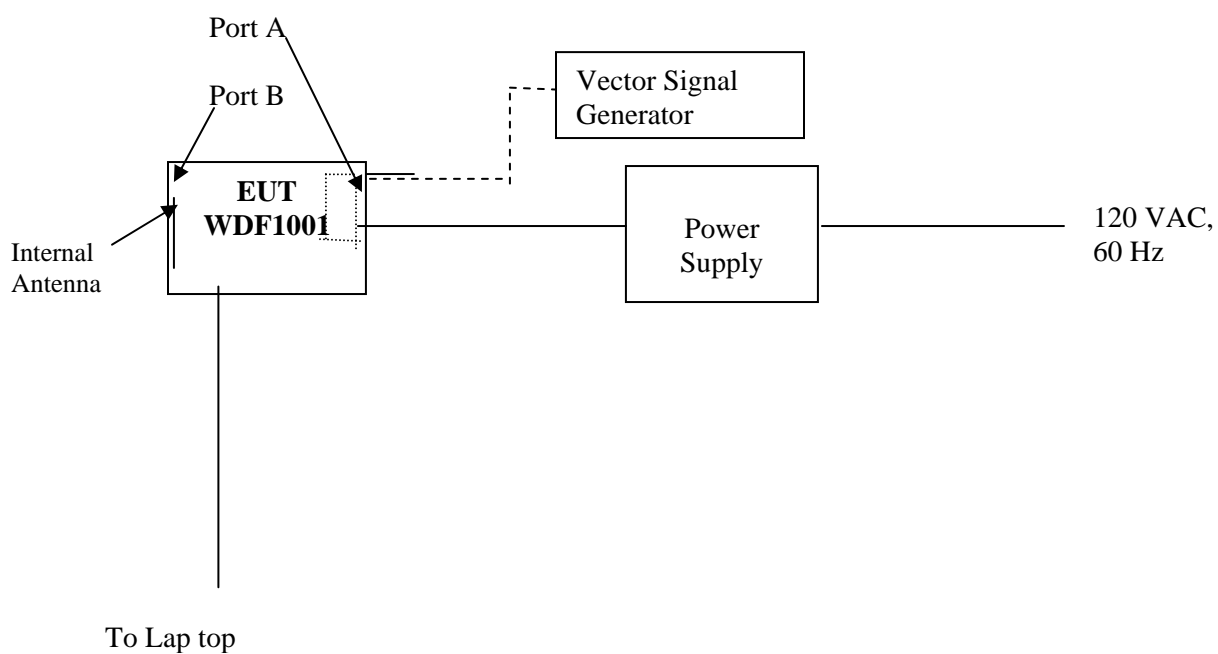 Port A
Vector Signal
Generator
Port B
EUT
WDF1001
Internal
Antenna
Power
Supply
120 VAC,
60 Hz
To Lap top